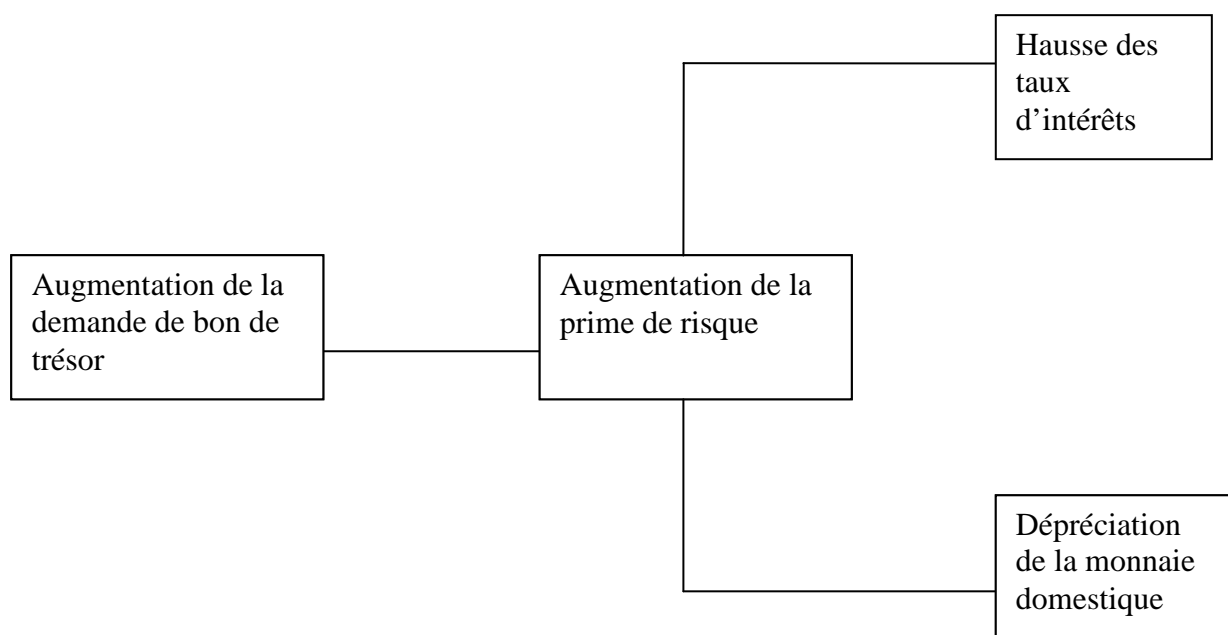 Hausse des
taux
d’intérêts
Augmentation de la
demande de bon de
trésor
Augmentation de la
prime de risque
Dépréciation
de la monnaie
domestique